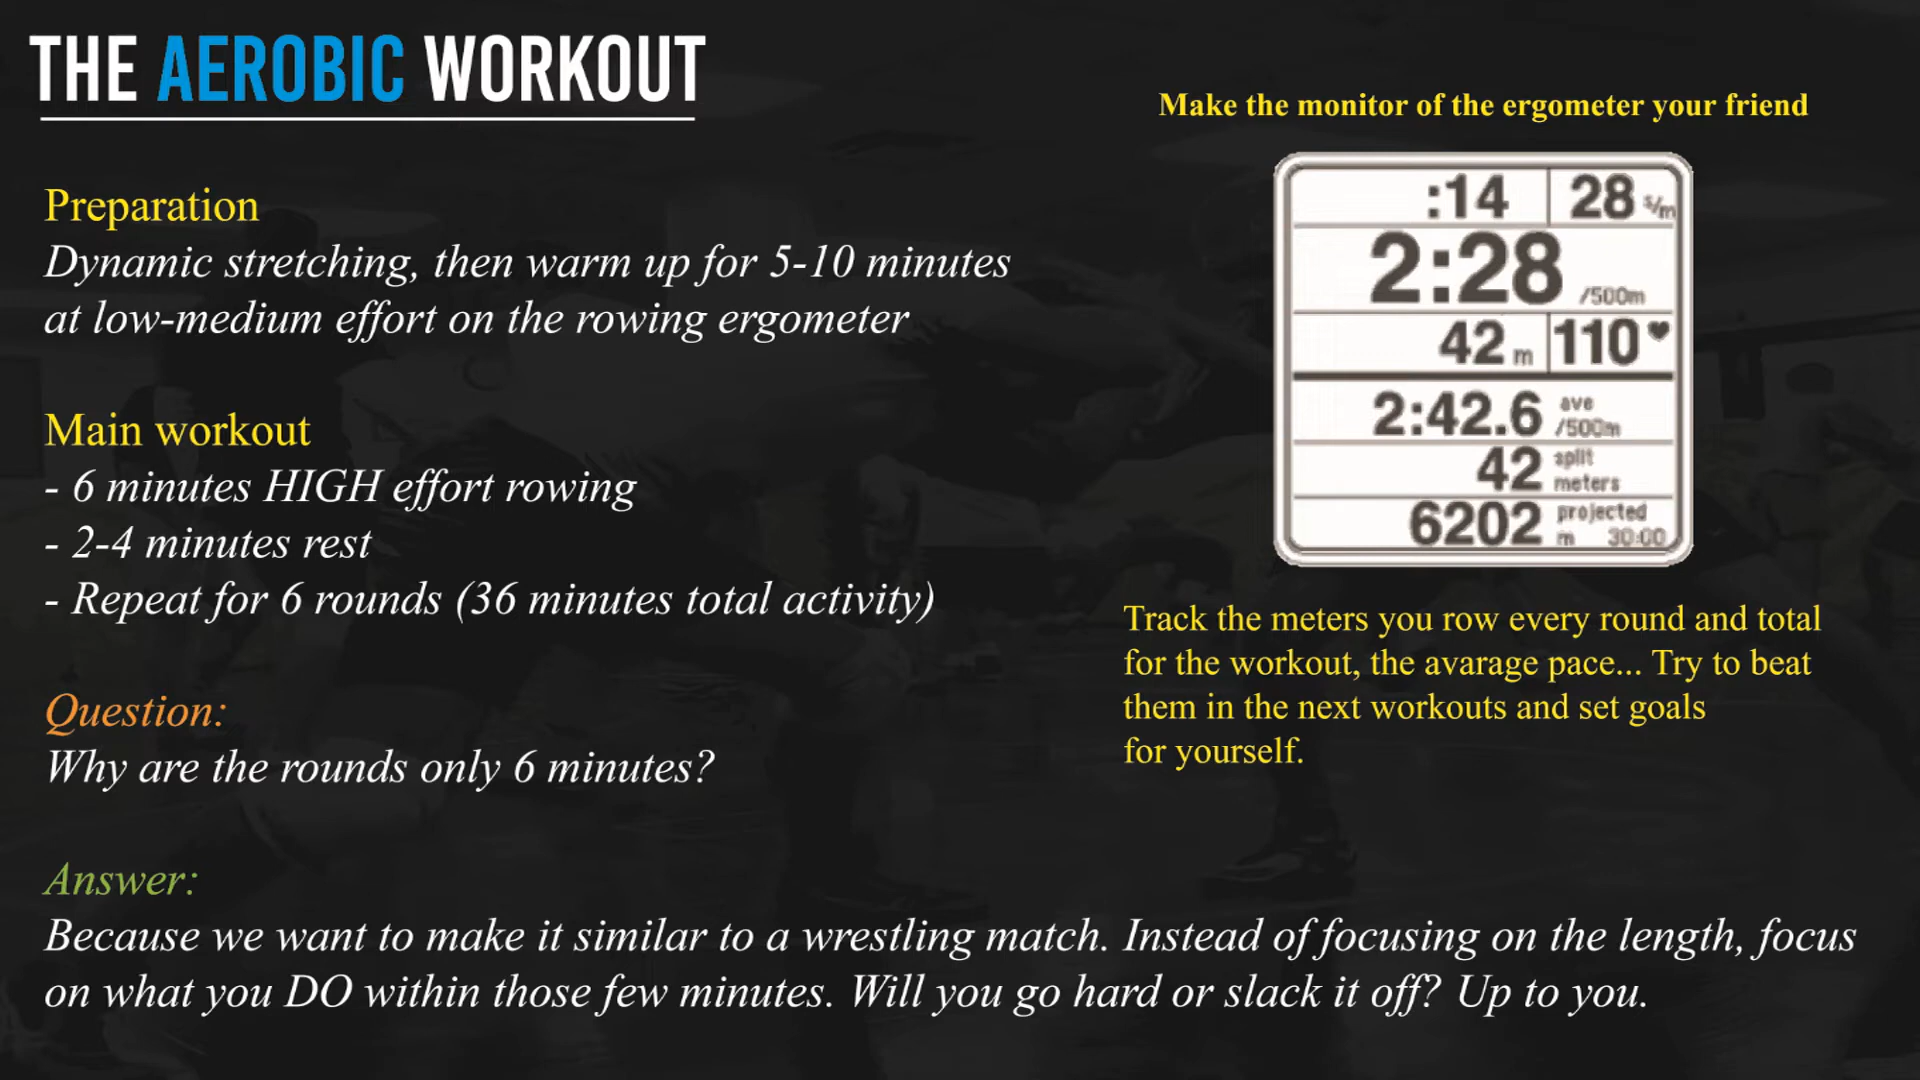 THE AEROBIC WORKOUT
Preparation
Dynamic stretching, then warm up for 5-10 minutes
at low-medium effort on the rowing ergometer
Main workout
- 6 minutes HIGH effort rowing
- 2-4 minutes rest
- Repeat for 6 rounds (36 minutes total activity)
Question:
Why are the rounds only 6 minutes?
Answer:
Because we want to make it similar to a wrestling match. Instead of focusing on the length, focus
on what you DO within those few minutes. Will you go hard or slack it off? Up to you.
Make the monitor of the ergometer your friend
:14 28 s/m
2:28 /500m
42 m 110 ♥
2:42.6 ave /500m
42 split meters
6202 m projected 30:00
Track the meters you row every round and total
for the workout, the avarage pace... Try to beat
them in the next workouts and set goals
for yourself.